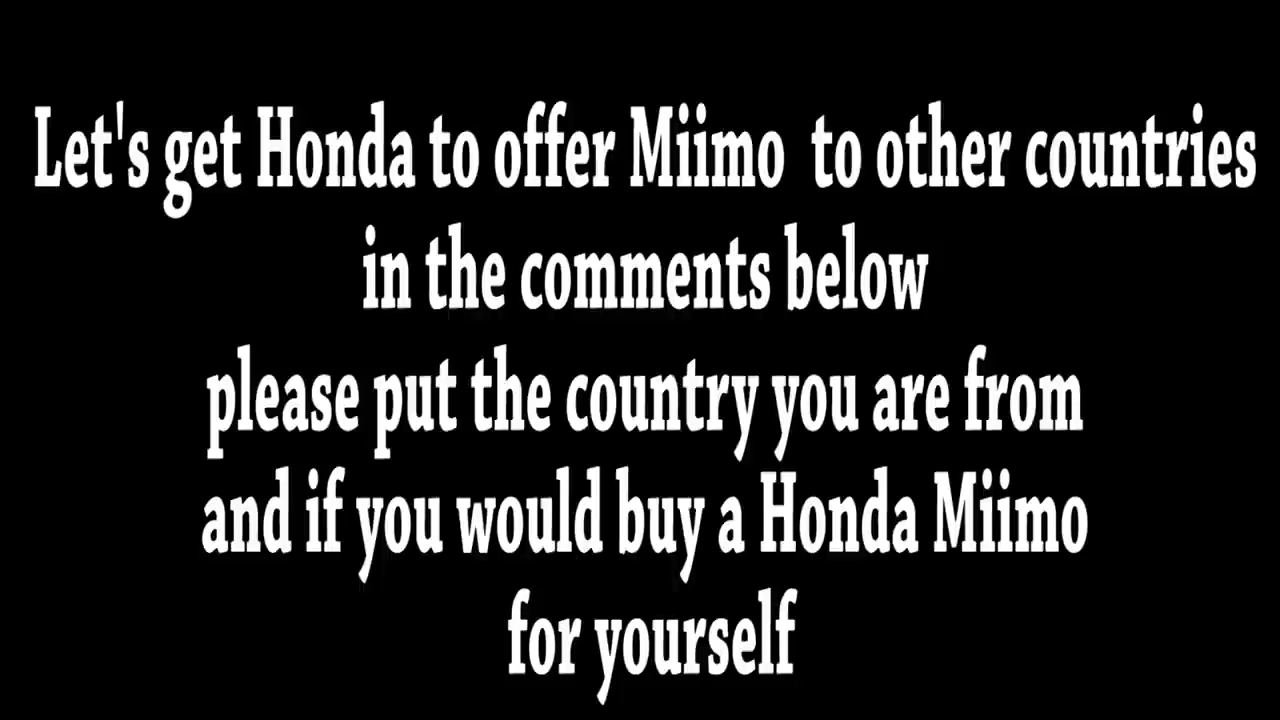 Let's get Honda to offer Miimo  to other countries
in the comments below
please put the country you are from
and if you would buy a Honda Miimo
for yourself